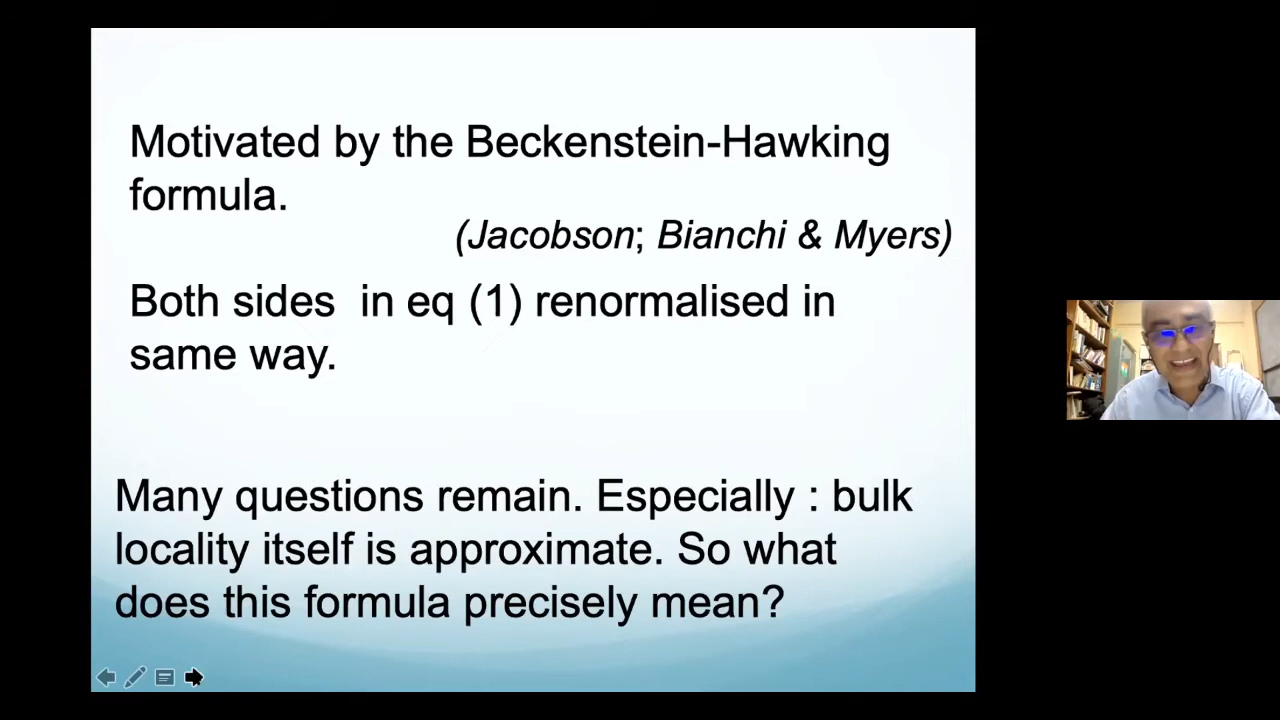 Motivated by the Beckenstein-Hawking
formula.
(Jacobson; Bianchi & Myers)
Both sides in eq (1) renormalised in
same way.
Many questions remain. Especially : bulk
locality itself is approximate. So what
does this formula precisely mean?